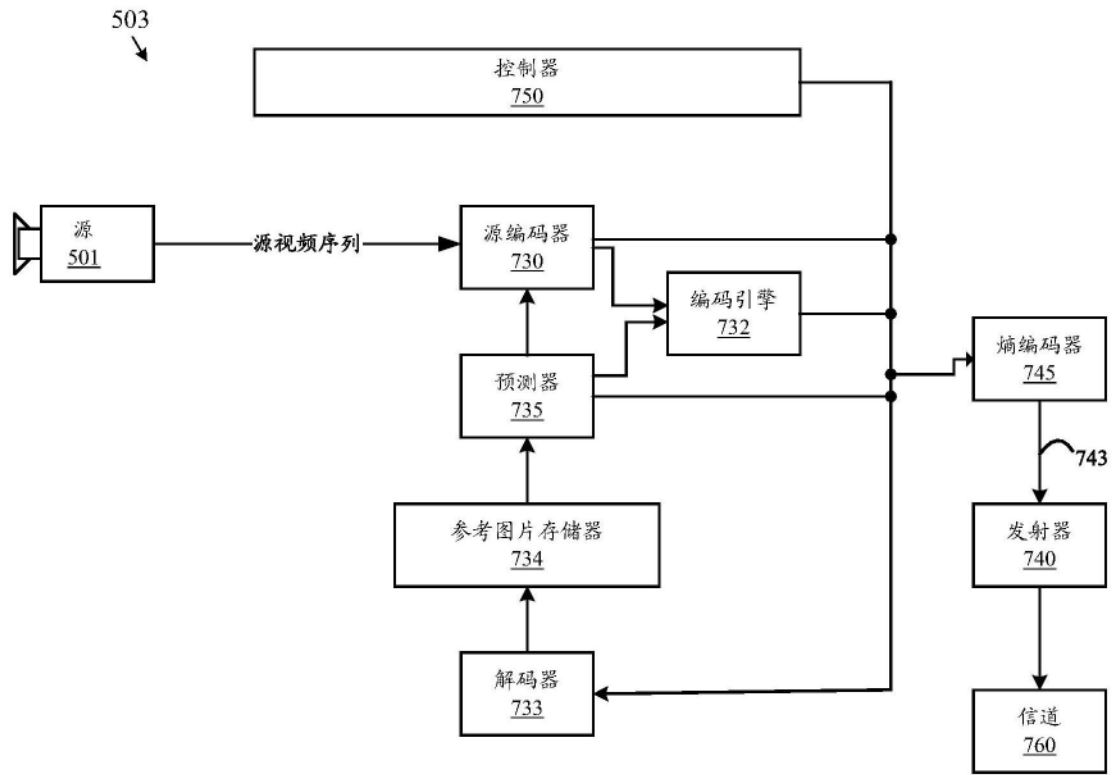 503
控制器
750
源
501
源视频序列
源编码器
730
编码引擎
732
预测器
735
熵编码器
745
743
参考图片存储器
734
发射器
740
解码器
733
信道
760